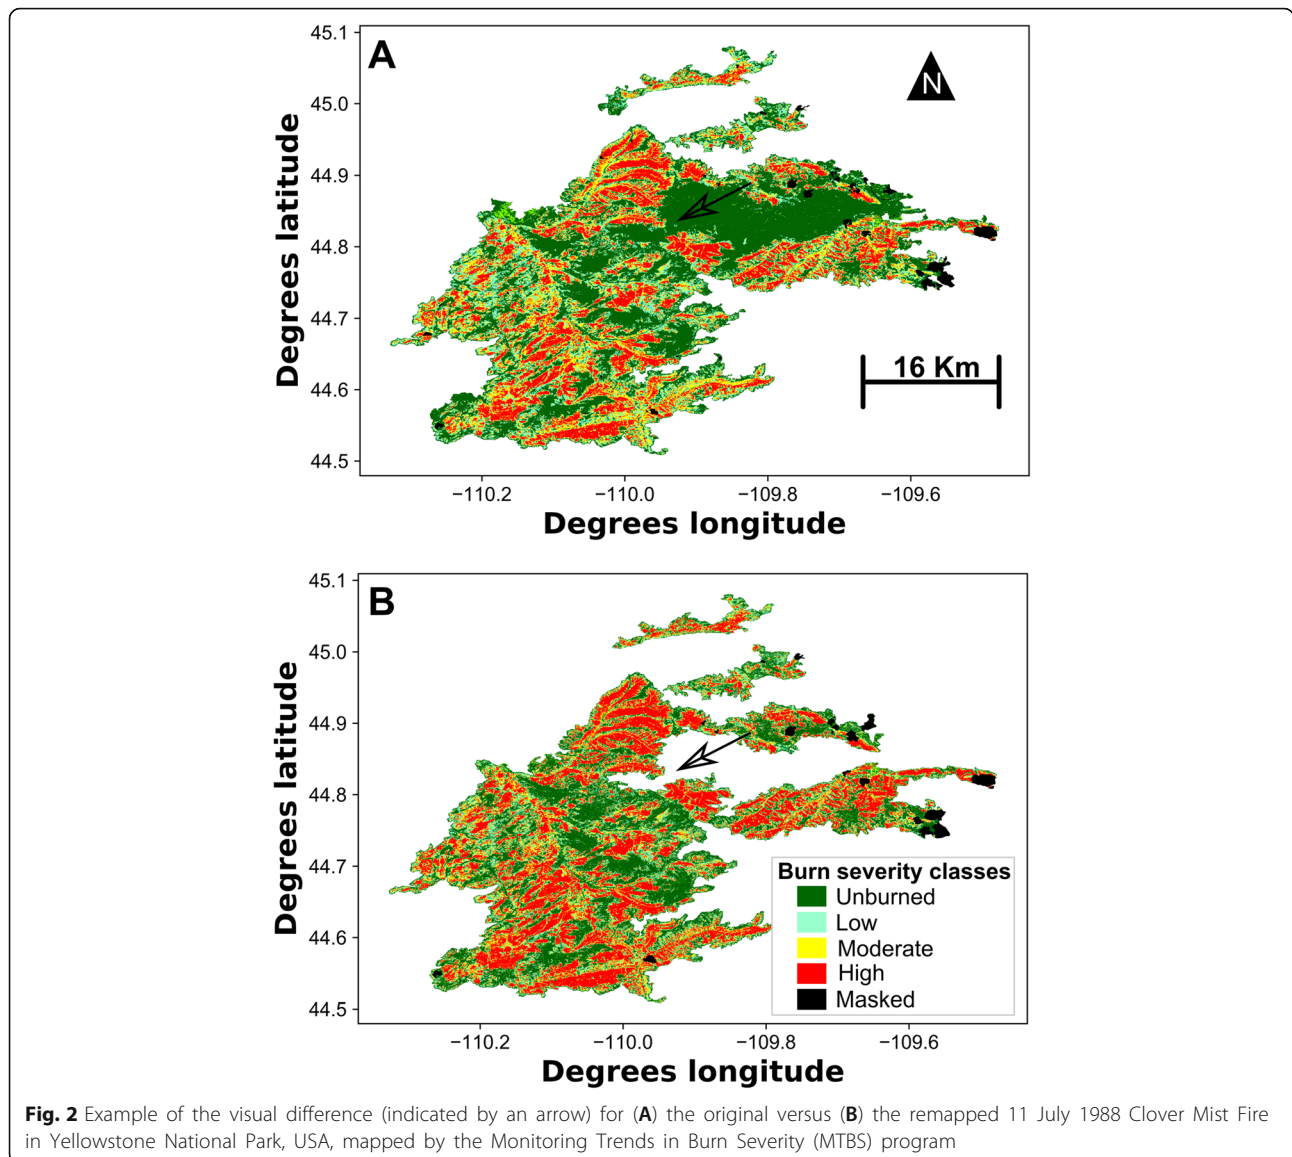 A
N
45.1
45.0
44.9
44.8
44.7
44.6
44.5
Degrees latitude
16 Km
−110.2 −110.0 −109.8 −109.6
Degrees longitude
B
45.1
45.0
44.9
44.8
44.7
44.6
44.5
Degrees latitude
Burn severity classes
Unburned
Low
Moderate
High
Masked
−110.2 −110.0 −109.8 −109.6
Degrees longitude
Fig. 2 Example of the visual difference (indicated by an arrow) for (A) the original versus (B) the remapped 11 July 1988 Clover Mist Fire
in Yellowstone National Park, USA, mapped by the Monitoring Trends in Burn Severity (MTBS) program